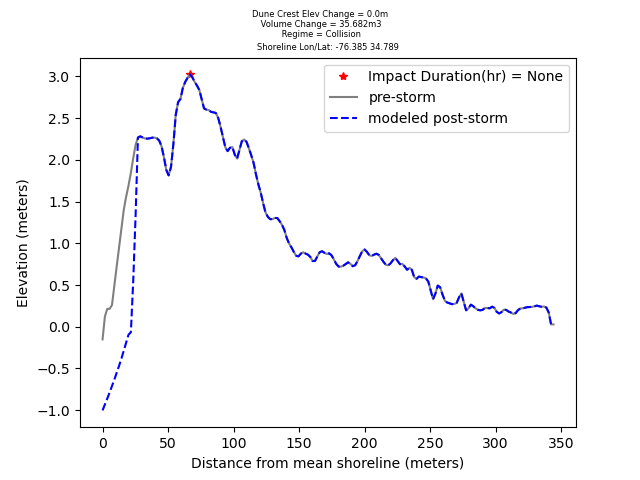 Dune Crest Elev Change = 0.0m
Volume Change = 35.682m3
Regime = Collision
Shoreline Lon/Lat: -76.385 34.789
Impact Duration(hr) = None
pre-storm
modeled post-storm
Elevation (meters)
3.0
2.5
2.0
1.5
1.0
0.5
0.0
−0.5
−1.0
0 50 100 150 200 250 300 350
Distance from mean shoreline (meters)